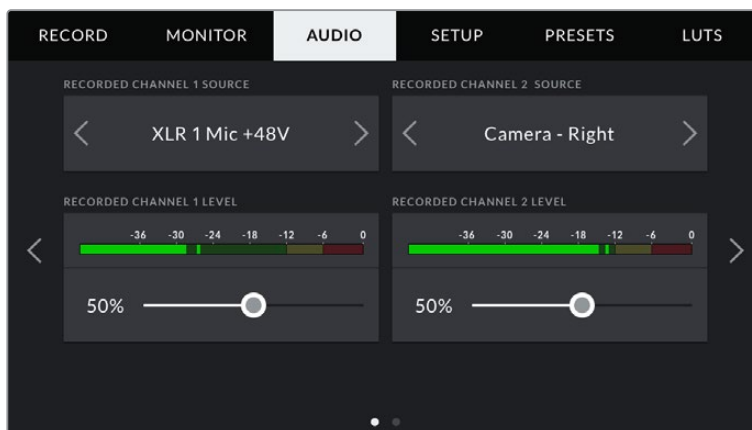 RECORD MONITOR AUDIO SETUP PRESETS LUTS
RECORDED CHANNEL 1 SOURCE
XLR 1 Mic +48V
RECORDED CHANNEL 2 SOURCE
Camera - Right
RECORDED CHANNEL 1 LEVEL
-36 -30 -24 -18 -12 -6 0
50%
RECORDED CHANNEL 2 LEVEL
-36 -30 -24 -18 -12 -6 0
50%